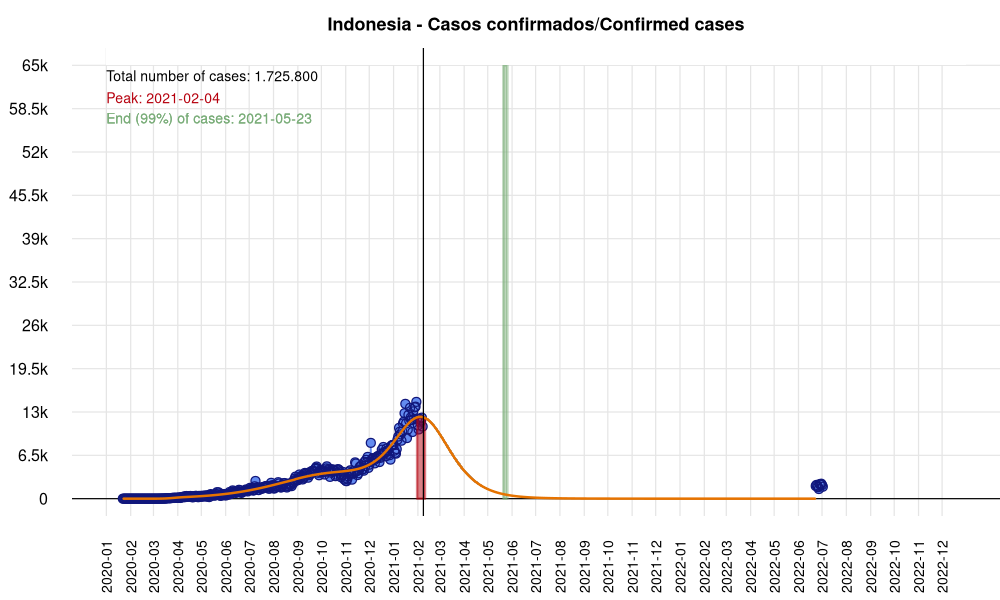 Indonesia - Casos confirmados/Confirmed cases
65k
Total number of cases: 1.725.800
Peak: 2021-02-04
58.5k
End (99%) of cases: 2021-05-23
52k
45.5k
39k
32.5k
26k
19.5k
13k
6.5k
0
2020-01
2020-02
2020-03
2020-04
2020-05
2020-06
2020-07
2020-08
2020-09
2020-10
2020-11
2020-12
2021-01
2021-02
2021-03
2021-04
2021-05
2021-06
2021-07
2021-08
2021-09
2021-10
2021-11
2021-12
2022-01
2022-02
2022-03
2022-04
2022-05
2022-06
2022-07
2022-08
2022-09
2022-10
2022-11
2022-12